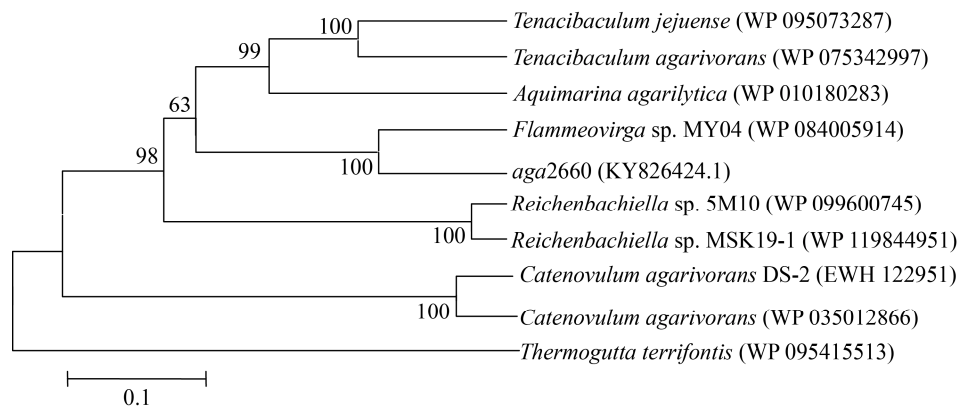 100
Tenacibaculum jejuense (WP 095073287)
99
Tenacibaculum agarivorans (WP 075342997)
Aquimarina agarilytica (WP 010180283)
63
Flammeovirga sp. MY04 (WP 084005914)
98
100
aga2660 (KY826424.1)
Reichenbachiella sp. 5M10 (WP 099600745)
100
Reichenbachiella sp. MSK19-1 (WP 119844951)
Catenovulum agarivorans DS-2 (EWH 122951)
100
Catenovulum agarivorans (WP 035012866)
Thermogutta terrifontis (WP 095415513)
0.1